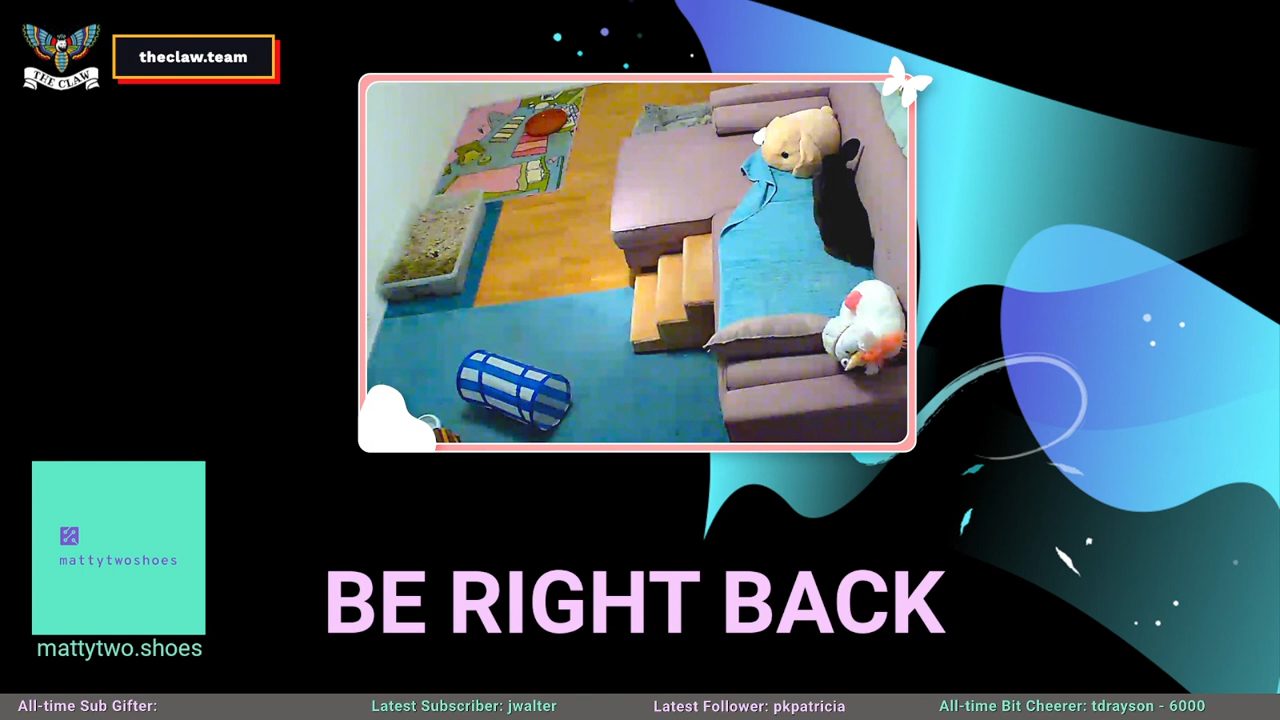 THE CLAW
theclaw.team
mattytwoshoes
mattytwo.shoes
BE RIGHT BACK
All-time Sub Gifter:
Latest Subscriber: jwalter
Latest Follower: pkpatricia
All-time Bit Cheerer: tdrayson - 6000